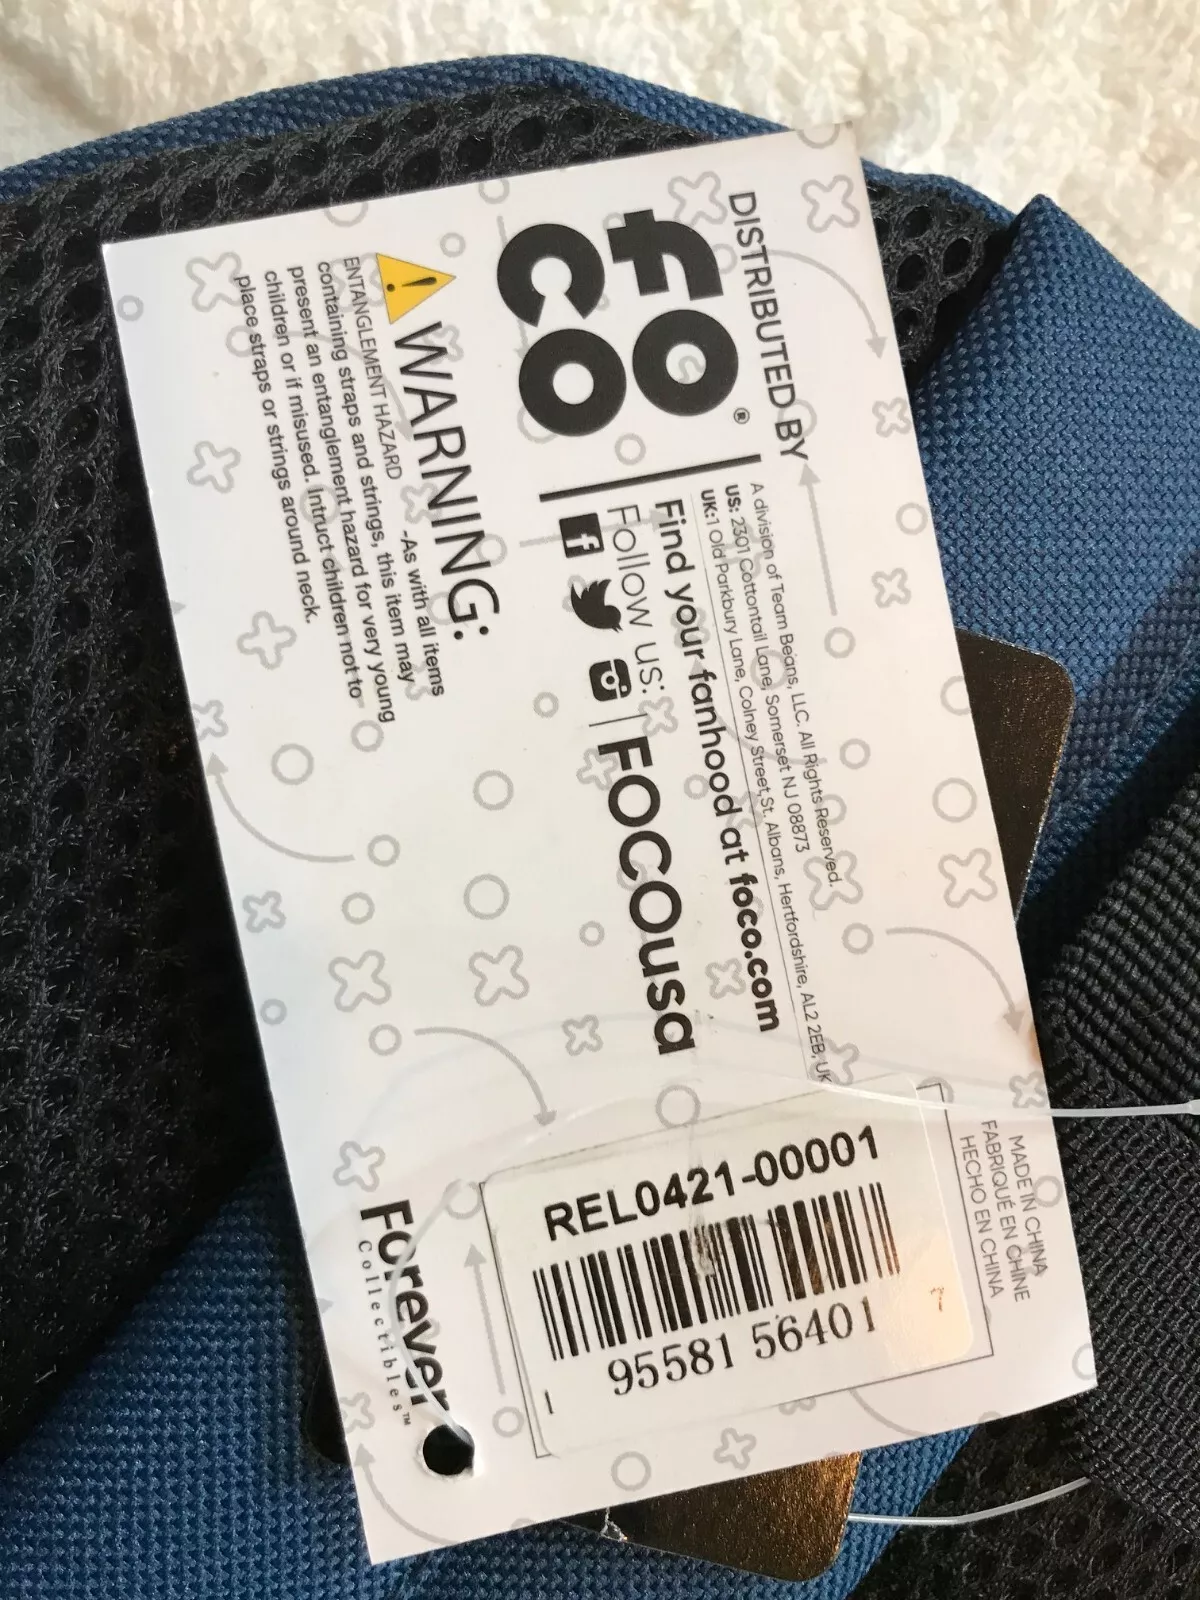 DISTRIBUTED BY
FOCO®
A division of Team Beans, LLC. All Rights Reserved.
US: 2301 Cottontail Lane, Somerset NJ 08873
UK:1 Old Parkbury Lane, Colney Street,St. Albans, Hertfordshire, AL2 2EB, UK
Find your fanhood at foco.com
Follow us:
FOCOusa
WARNING:
ENTANGLEMENT HAZARD -As with all items
containing straps and strings, this item may
present an entanglement hazard for very young
children or if misused. Intruct children not to
place straps or strings around neck.
MADE IN CHINA
FABRIQUÉ EN CHINE
HECHO EN CHINA
REL0421-00001
1 95581 56401 7
Forever
Collectibles™